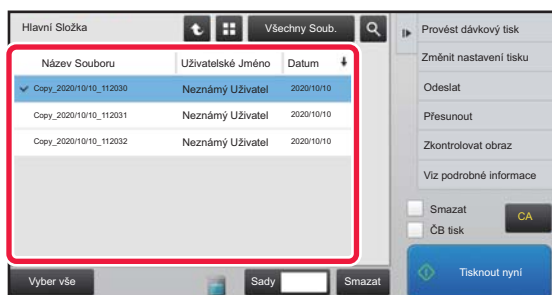 Hlavní Složka
Všechny Soub.
Název Souboru Uživatelské Jméno Datum
Copy_2020/10/10_112030 Neznámý Uživatel 2020/10/10
Copy_2020/10/10_112031 Neznámý Uživatel 2020/10/10
Copy_2020/10/10_112032 Neznámý Uživatel 2020/10/10
Vyber vše
Sady
Smazat
Provést dávkový tisk
Změnit nastavení tisku
Odeslat
Přesunout
Zkontrolovat obraz
Viz podrobné informace
Smazat
ČB tisk
CA
Tisknout nyní